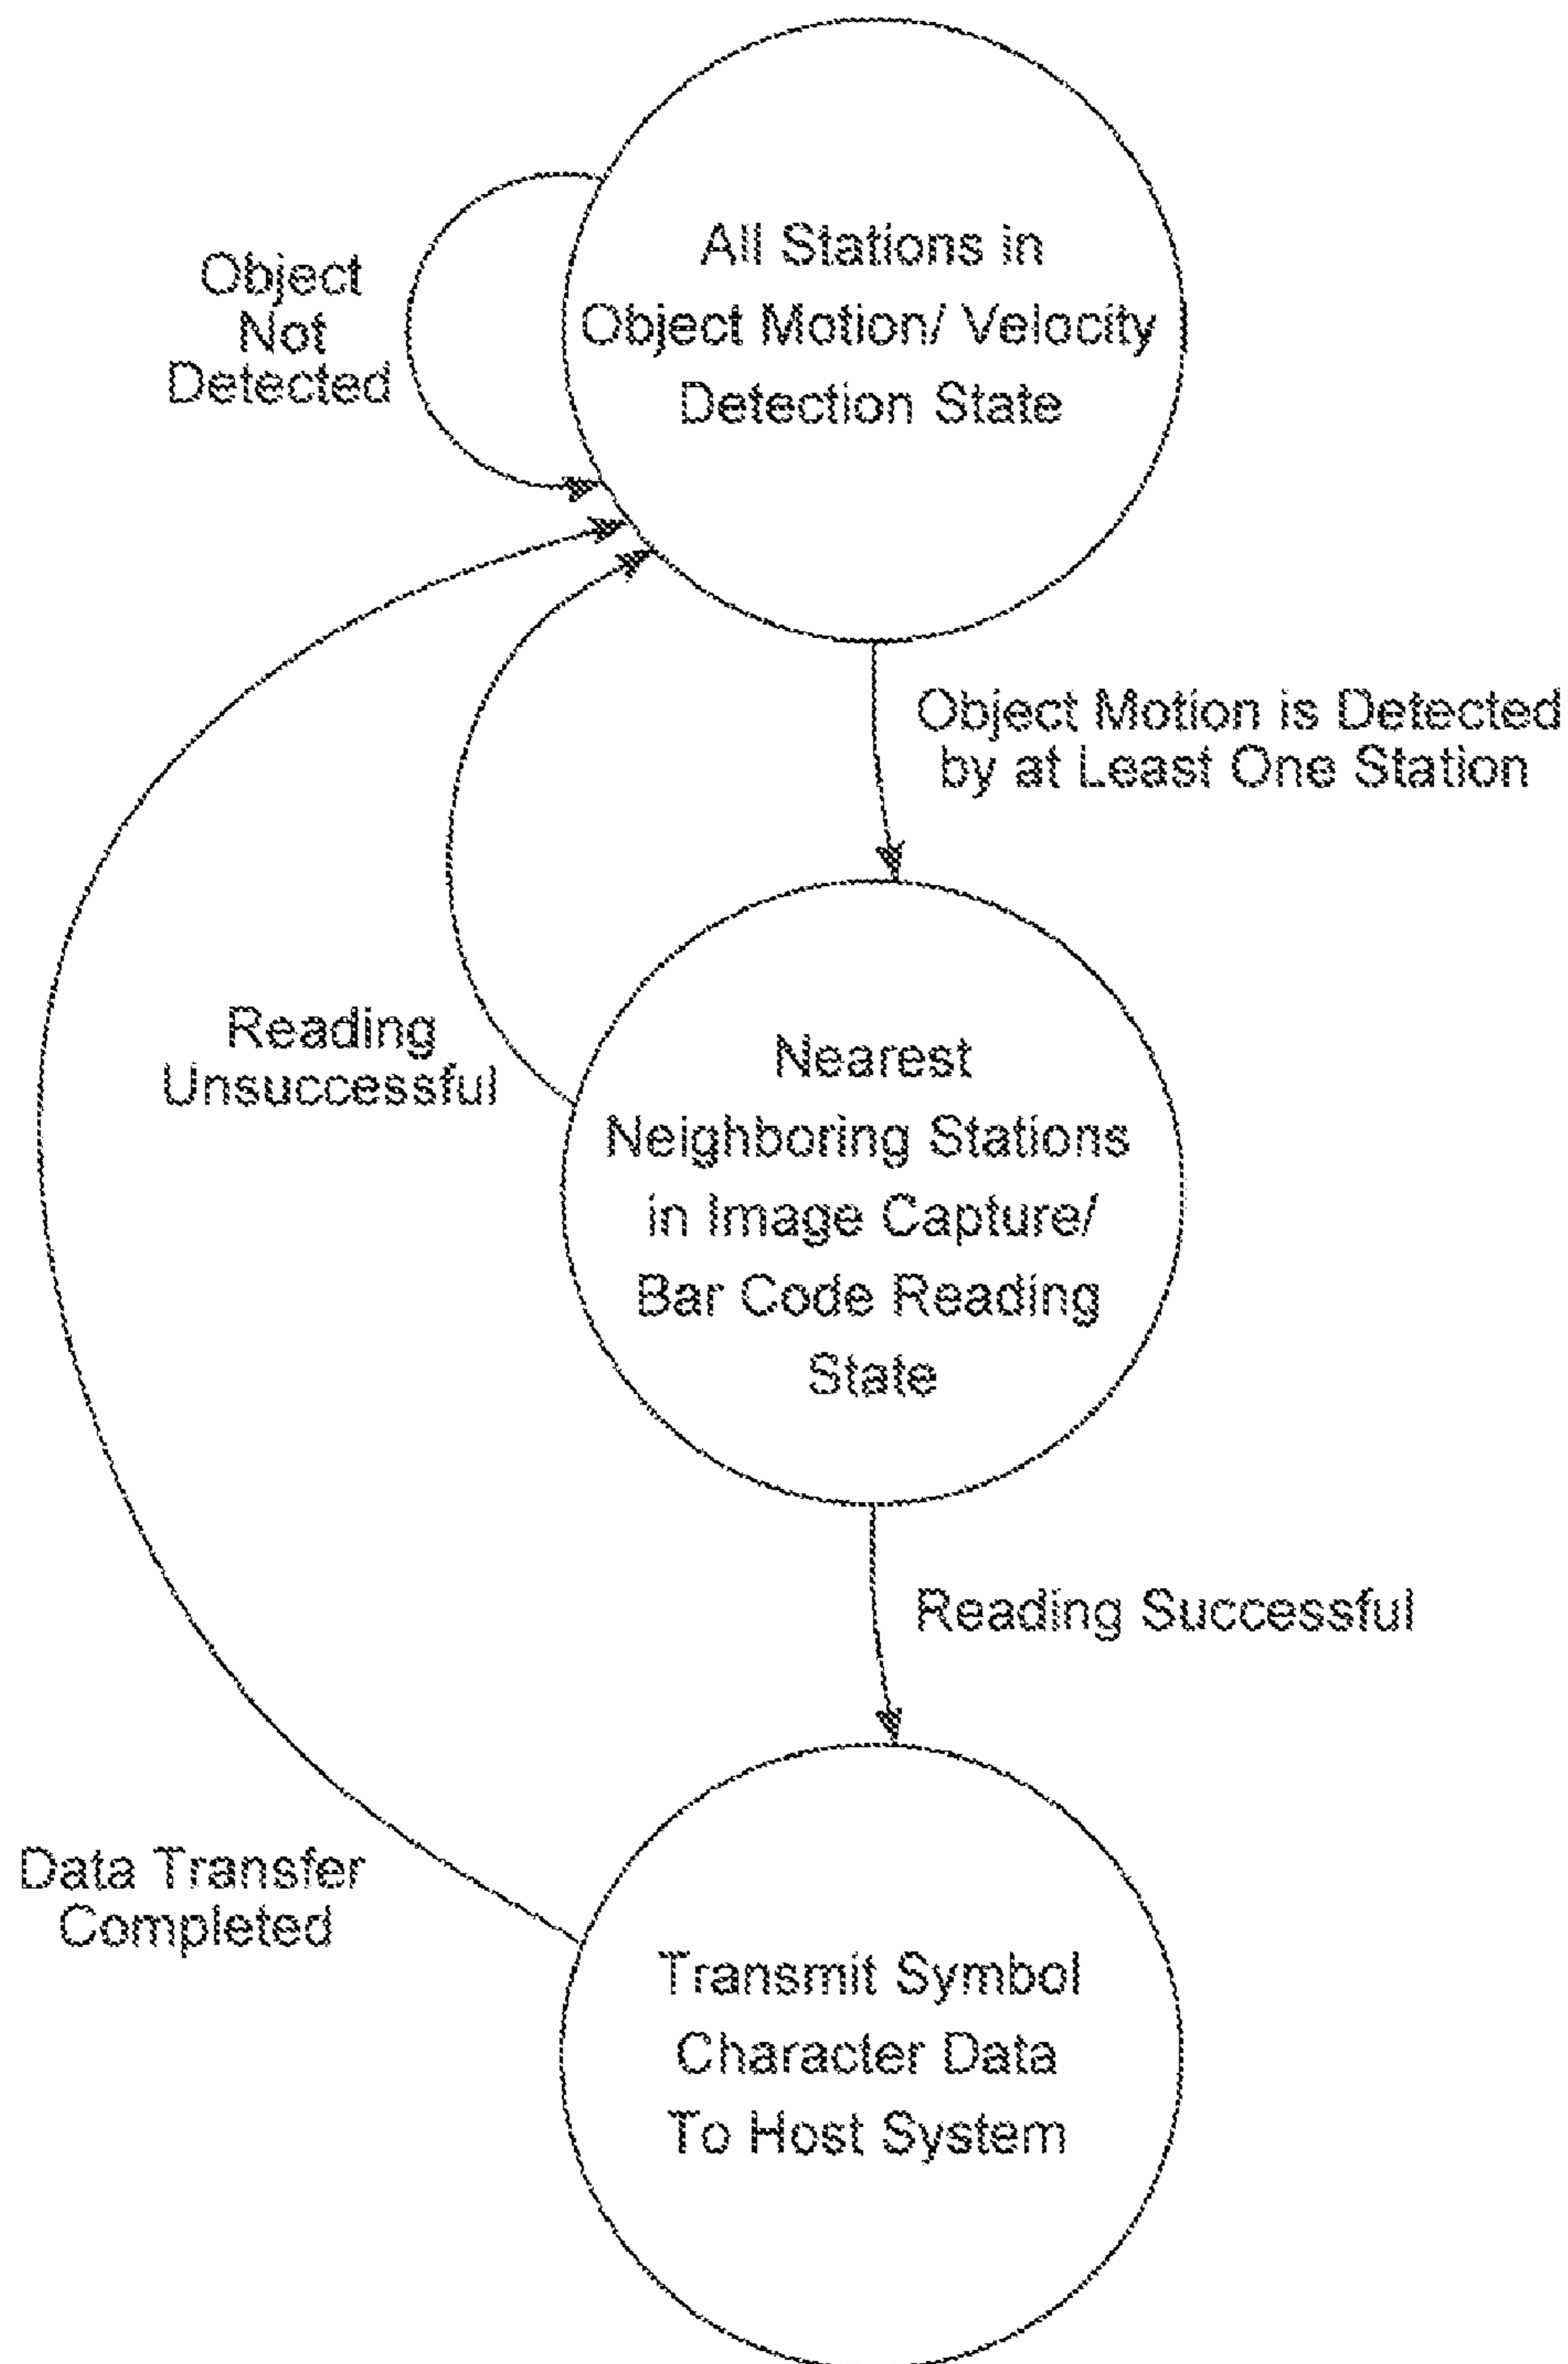 All Stations in
Object Motion/ Velocity
Detection State
Object
Not
Detected
Object Motion is Detected
by at Least One Station
Reading
Unsuccessful
Nearest
Neighboring Stations
in Image Capture/
Bar Code Reading
State
Reading Successful
Data Transfer
Completed
Transmit Symbol
Character Data
To Host System